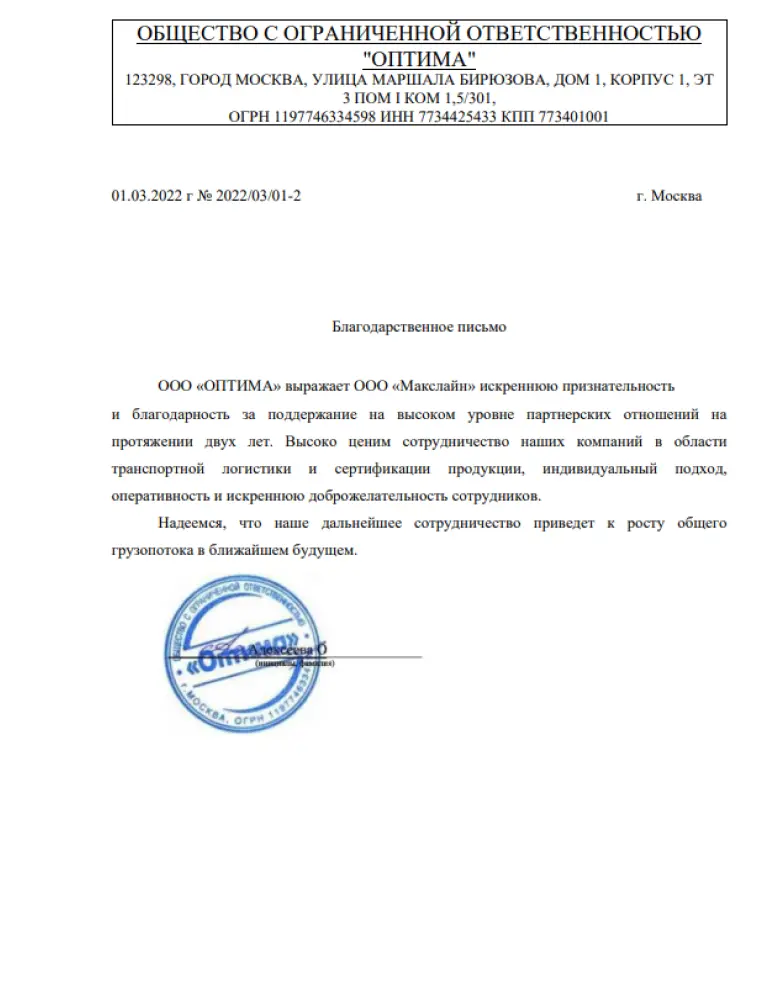 ОБЩЕСТВО С ОГРАНИЧЕННОЙ ОТВЕТСТВЕННОСТЬЮ
"ОПТИМА"
123298, ГОРОД МОСКВА, УЛИЦА МАРШАЛА БИРЮЗОВА, ДОМ 1, КОРПУС 1, ЭТ
3 ПОМ I КОМ 1,5/301,
ОГРН 1197746334598 ИНН 7734425433 КПП 773401001
01.03.2022 г № 2022/03/01-2 г. Москва
Благодарственное письмо
ООО «ОПТИМА» выражает ООО «Макслайн» искреннюю признательность
и благодарность за поддержание на высоком уровне партнерских отношений на
протяжении двух лет. Высоко ценим сотрудничество наших компаний в области
транспортной логистики и сертификации продукции, индивидуальный подход,
оперативность и искреннюю доброжелательность сотрудников.
Надеемся, что наше дальнейшее сотрудничество приведет к росту общего
грузопотока в ближайшем будущем.
ОБЩЕСТВО С ОГРАНИЧЕННОЙ ОТВЕТСТВЕННОСТЬЮ
Алексеева О
«Оптима»
(инициалы, фамилия)
г. МОСКВА, ОГРН